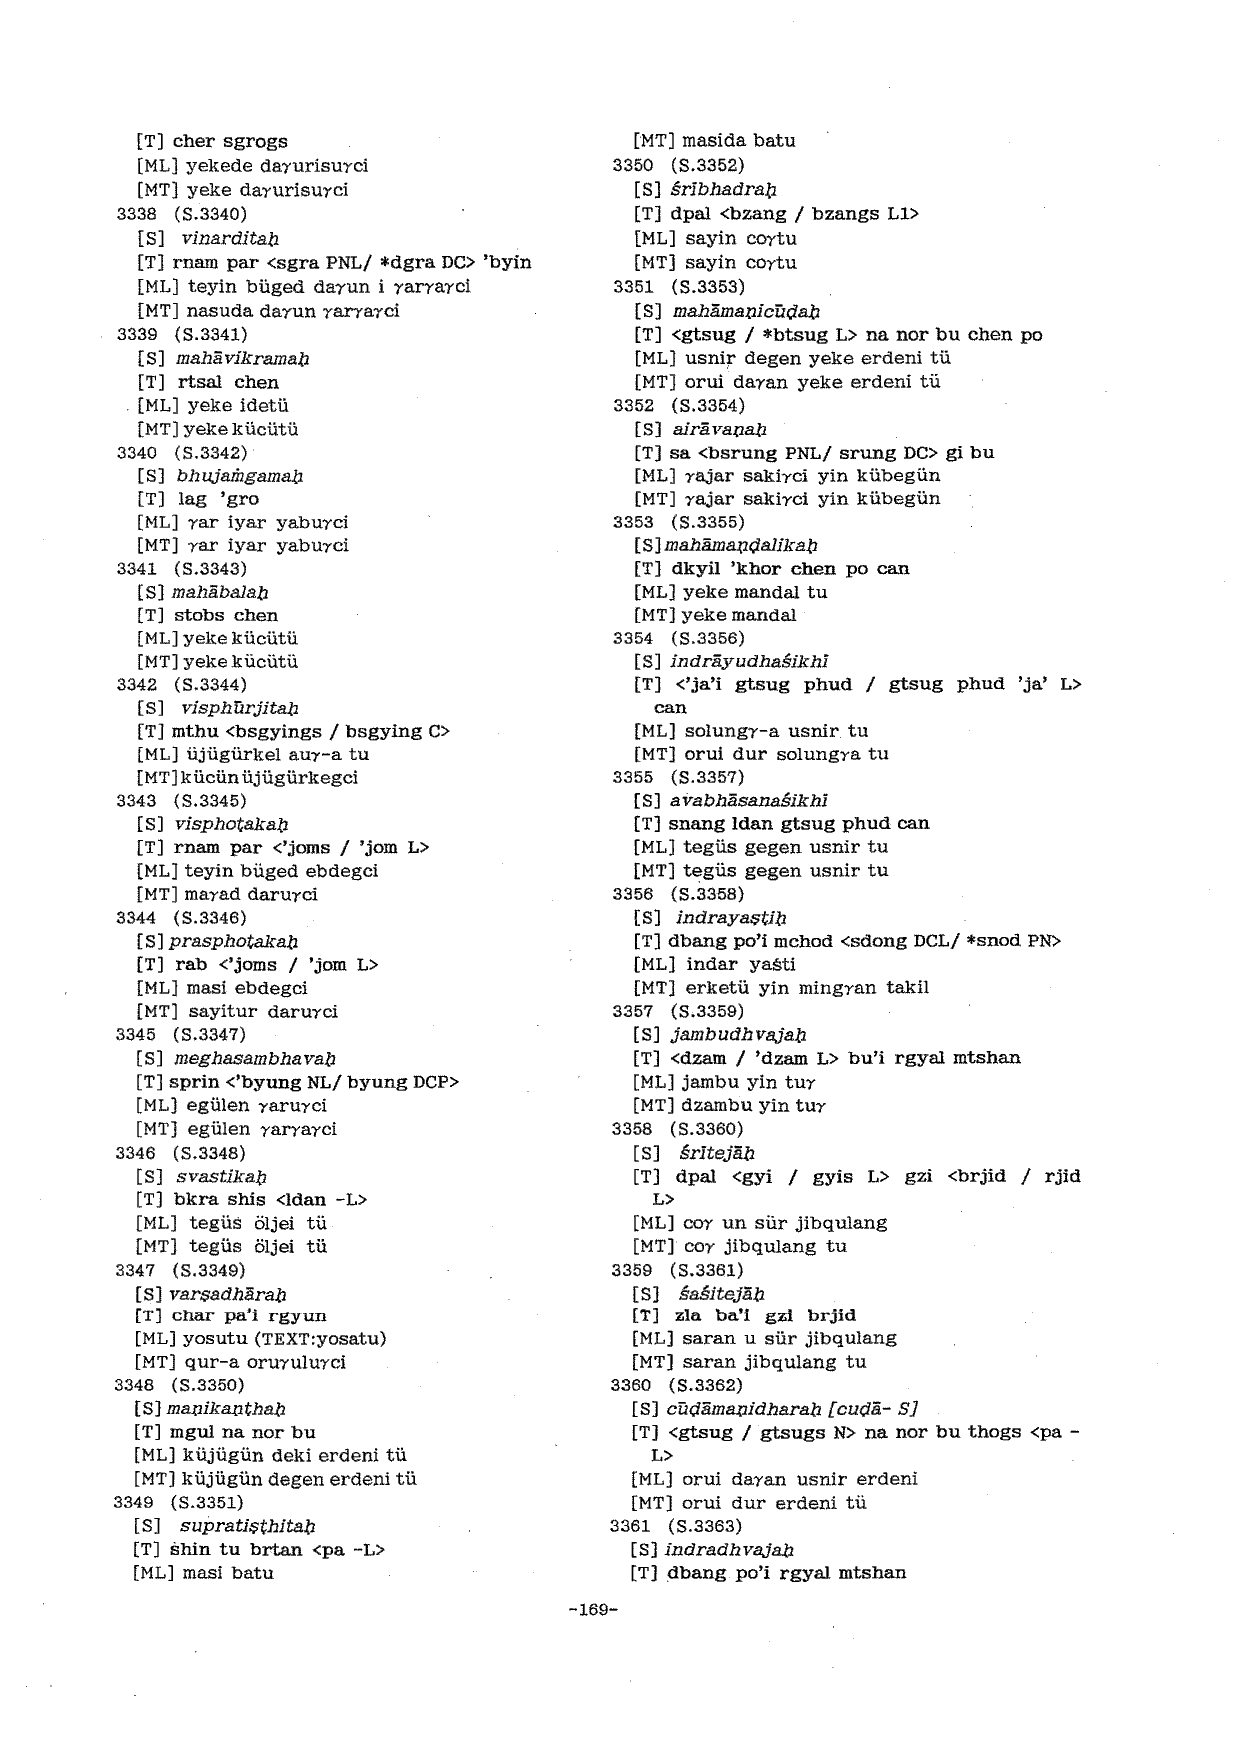 [T] cher sgrogs
[ML] yekede daγurisuγci
[MT] yeke daγurisuγci
3338 (S.3340)
[S] vinarditaḥ
[T] rnam par <sgra PNL/ *dgra DC> 'byin
[ML] teyin büged daγun i γarγaγci
[MT] nasuda daγun γarγaγci
3339 (S.3341)
[S] mahāvikramaḥ
[T] rtsal chen
[ML] yeke idetü
[MT] yeke kücütü
3340 (S.3342)
[S] bhujaṁgamaḥ
[T] lag 'gro
[ML] γar iyar yabuγci
[MT] γar iyar yabuγci
3341 (S.3343)
[S] mahābalaḥ
[T] stobs chen
[ML] yeke kücütü
[MT] yeke kücütü
3342 (S.3344)
[S] visphūrjitaḥ
[T] mthu <bsgyings / bsgying C>
[ML] üjügürkel auγ-a tu
[MT] kücün üjügürkegci
3343 (S.3345)
[S] visphoṭakaḥ
[T] rnam par <'joms / 'jom L>
[ML] teyin büged ebdegci
[MT] maγad daruγci
3344 (S.3346)
[S] prasphoṭakaḥ
[T] rab <'joms / 'jom L>
[ML] masi ebdegci
[MT] sayitur daruγci
3345 (S.3347)
[S] meghasambhavaḥ
[T] sprin <'byung NL/ byung DCP>
[ML] egülen γaruγci
[MT] egülen γarγaγci
3346 (S.3348)
[S] svastikaḥ
[T] bkra shis <ldan -L>
[ML] tegüs öljei tü
[MT] tegüs öljei tü
3347 (S.3349)
[S] varṣadhāraḥ
[T] char pa'i rgyun
[ML] yosutu (TEXT:yosatu)
[MT] qur-a oruγuluγci
3348 (S.3350)
[S] maṇikaṇṭhaḥ
[T] mgul na nor bu
[ML] küjügün deki erdeni tü
[MT] küjügün degen erdeni tü
3349 (S.3351)
[S] supratiṣṭhitaḥ
[T] shin tu brtan <pa -L>
[ML] masi batu
[MT] masida batu
3350 (S.3352)
[S] śrībhadraḥ
[T] dpal <bzang / bzangs L1>
[ML] sayin coγtu
[MT] sayin coγtu
3351 (S.3353)
[S] mahāmaṇicūḍaḥ
[T] <gtsug / *btsug L> na nor bu chen po
[ML] usnir degen yeke erdeni tü
[MT] orui daγan yeke erdeni tü
3352 (S.3354)
[S] airāvaṇaḥ
[T] sa <bsrung PNL/ srung DC> gi bu
[ML] γajar sakiγci yin kübegün
[MT] γajar sakiγci yin kübegün
3353 (S.3355)
[S] mahāmaṇḍalikaḥ
[T] dkyil 'khor chen po can
[ML] yeke mandal tu
[MT] yeke mandal
3354 (S.3356)
[S] indrāyudhaśikhī
[T] <'ja'i gtsug phud / gtsug phud 'ja' L>
can
[ML] solungγ-a usnir tu
[MT] orui dur solungγa tu
3355 (S.3357)
[S] avabhāsanaśikhī
[T] snang ldan gtsug phud can
[ML] tegüs gegen usnir tu
[MT] tegüs gegen usnir tu
3356 (S.3358)
[S] indrayaṣṭiḥ
[T] dbang po'i mchod <sdong DCL/ *snod PN>
[ML] indar yaśti
[MT] erketü yin mingγan takil
3357 (S.3359)
[S] jambudhvajaḥ
[T] <dzam / 'dzam L> bu'i rgyal mtshan
[ML] jambu yin tuγ
[MT] dzambu yin tuγ
3358 (S.3360)
[S] śrītejāḥ
[T] dpal <gyi / gyis L> gzi <brjid / rjid
L>
[ML] coγ un sür jibqulang
[MT] coγ jibqulang tu
3359 (S.3361)
[S] śaśitejāḥ
[T] zla ba'i gzi brjid
[ML] saran u sür jibqulang
[MT] saran jibqulang tu
3360 (S.3362)
[S] cūḍāmaṇidharaḥ [cuḍā- S]
[T] <gtsug / gtsugs N> na nor bu thogs <pa -
L>
[ML] orui daγan usnir erdeni
[MT] orui dur erdeni tü
3361 (S.3363)
[S] indradhvajaḥ
[T] dbang po'i rgyal mtshan
-169-